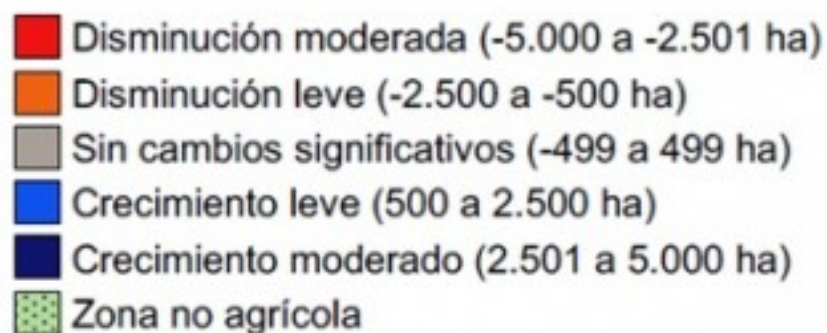 Disminución moderada (-5.000 a -2.501 ha)
Disminución leve (-2.500 a -500 ha)
Sin cambios significativos (-499 a 499 ha)
Crecimiento leve (500 a 2.500 ha)
Crecimiento moderado (2.501 a 5.000 ha)
Zona no agrícola